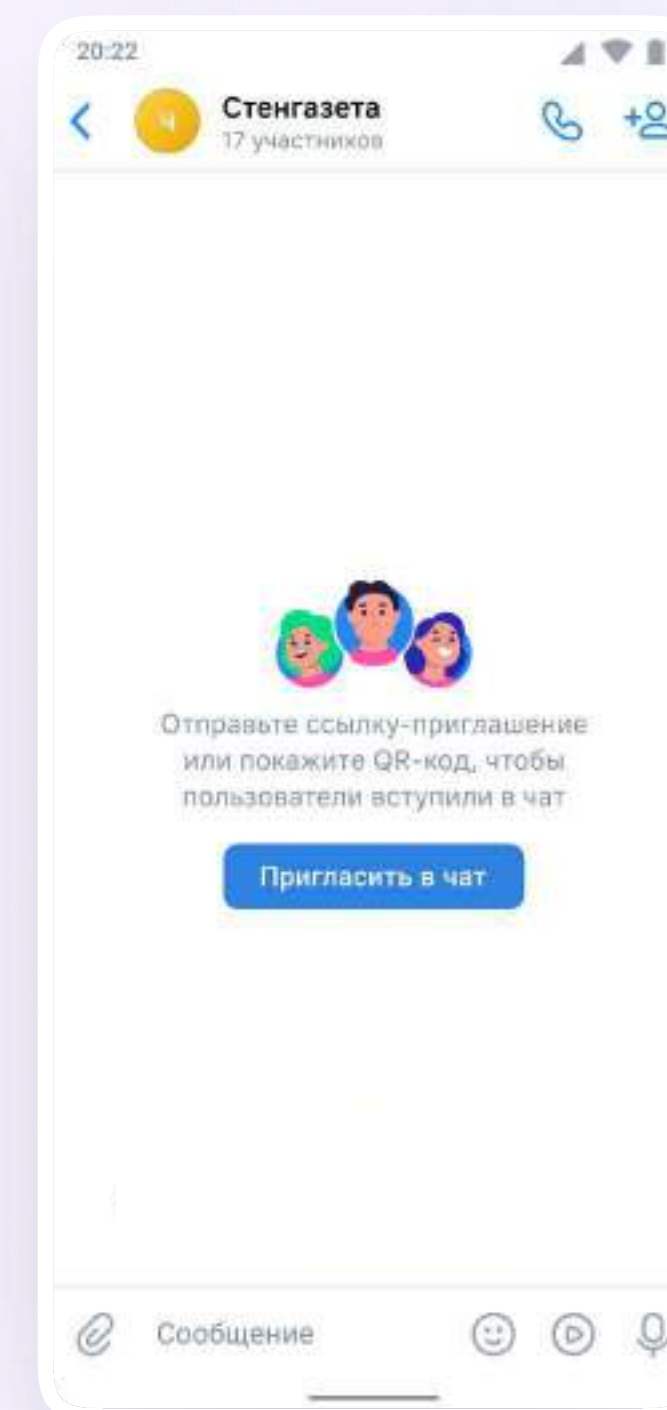 20:22
Ч
Стенгазета
17 участников
Отправьте ссылку-приглашение
или покажите QR-код, чтобы
пользователи вступили в чат
Пригласить в чат
Сообщение